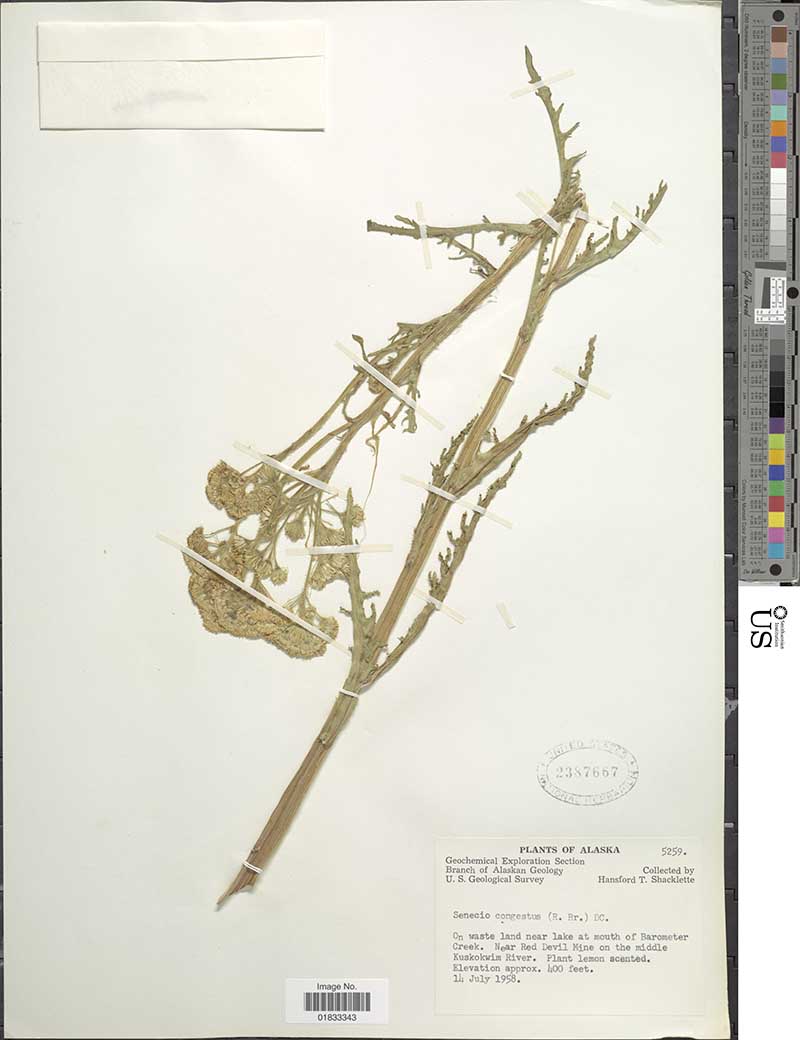 UNITED STATES
2387667
NATIONAL HERBARIUM
PLANTS OF ALASKA 5259.
Geochemical Exploration Section
Branch of Alaskan Geology Collected by
U. S. Geological Survey Hansford T. Shacklette
Senecio congestus (R. Br.) DC.
On waste land near lake at mouth of Barometer
Creek. Near Red Devil Mine on the middle
Kuskokwim River. Plant lemon scented.
Elevation approx. 400 feet.
14 July 1958.
Image No.
01833343
Golden Thread
Smithsonian
Institution
US